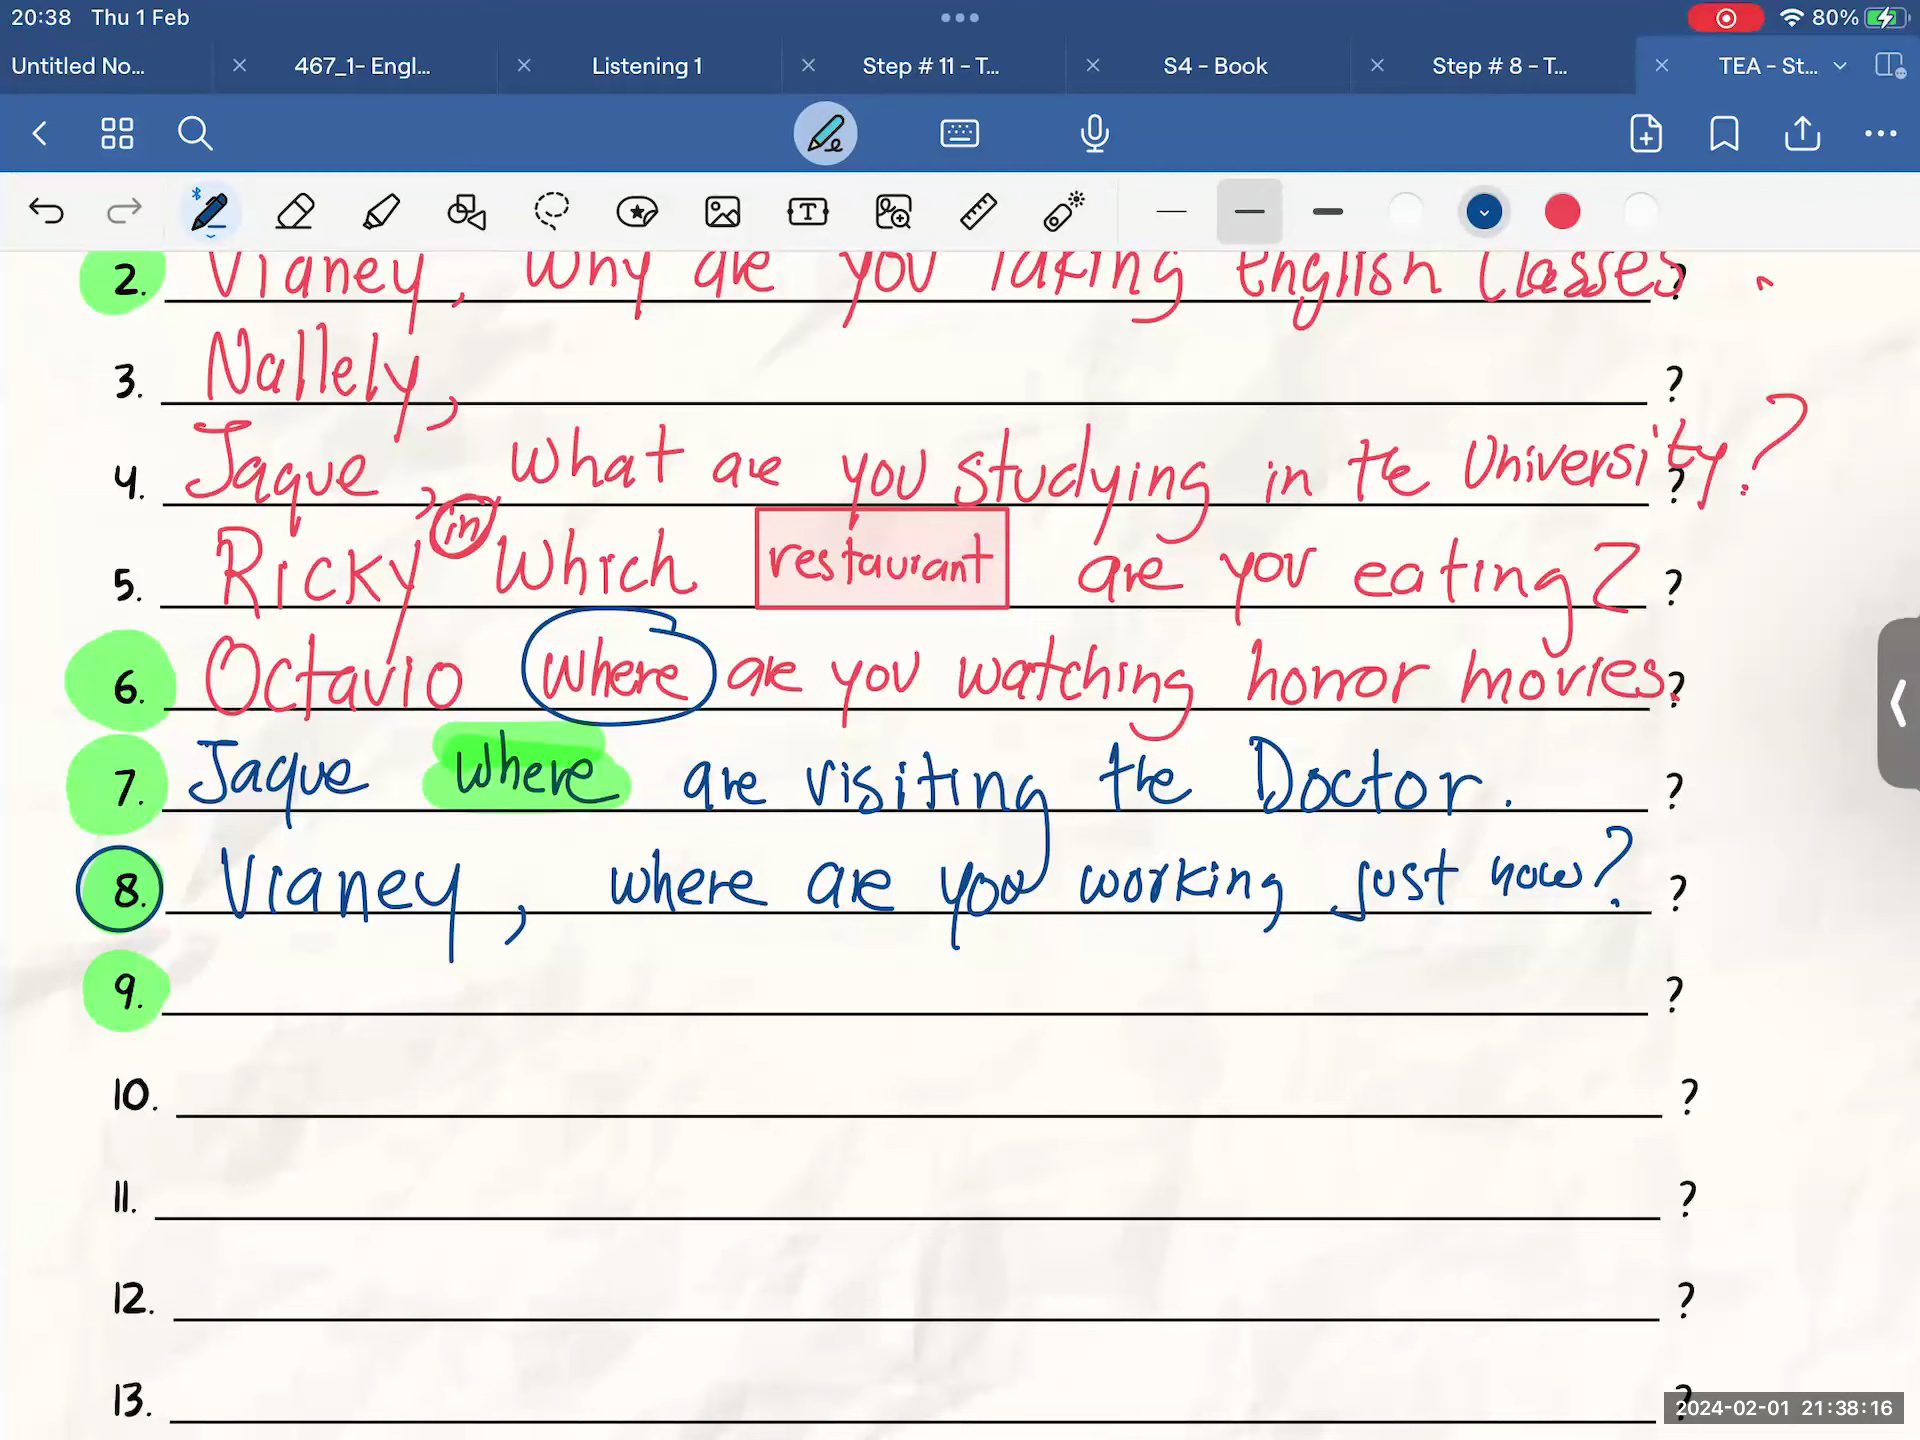 20:38 Thu 1 Feb
80%
Untitled No... 467_1- Engl... Listening 1 Step # 11 - T... S4 - Book Step # 8 - T... TEA - St...
2. Vianey, Why are you Taking English Classes ?
3. Nallely, ?
4. Jaque, What are you studying in the University? ?
in
5. Ricky Which restaurant are you eating? ?
6. Octavio where are you watching horror movies. ?
7. Jaque where are visiting the Doctor. ?
8. Vianey, where are you working just now? ?
9. ?
10. ?
11. ?
12. ?
13. ?
2024-02-01 21:38:16